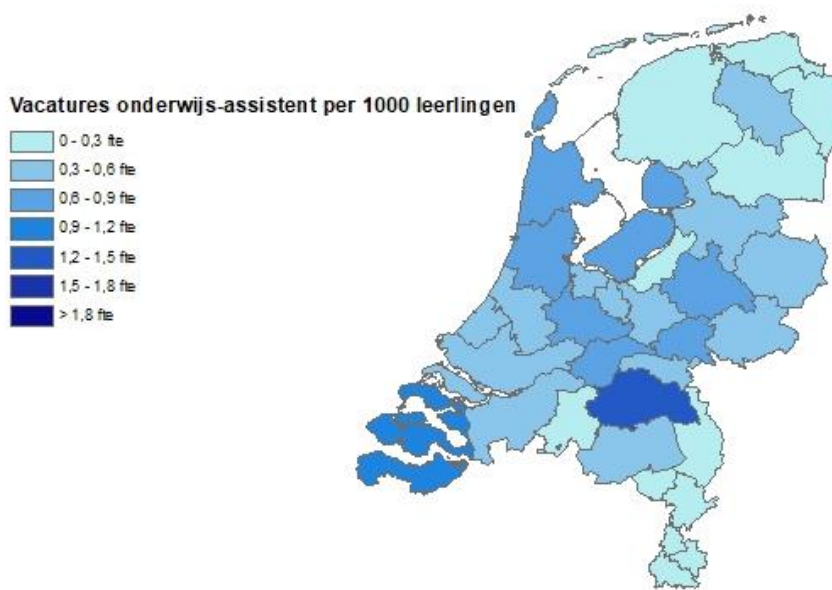 Vacatures onderwijs-assistent per 1000 leerlingen
0 - 0,3 fte
0,3 - 0,6 fte
0,6 - 0,9 fte
0,9 - 1,2 fte
1,2 - 1,5 fte
1,5 - 1,8 fte
> 1,8 fte